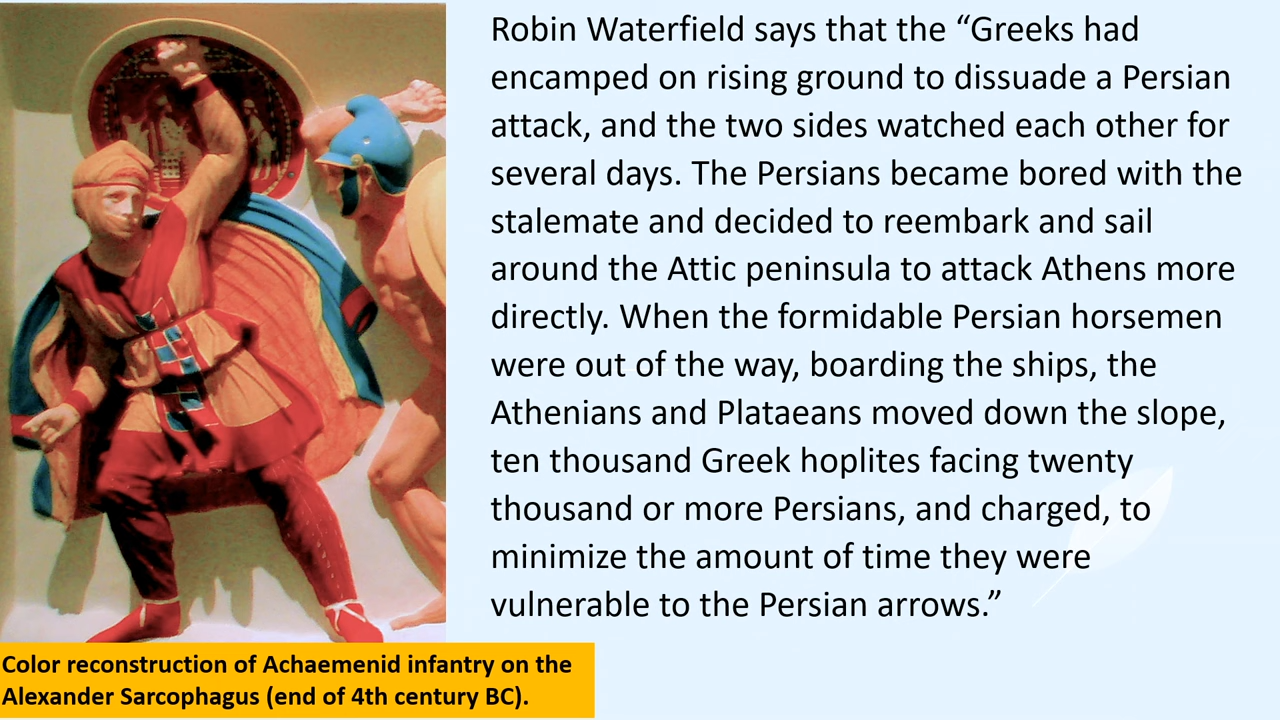 Robin Waterfield says that the “Greeks had
encamped on rising ground to dissuade a Persian
attack, and the two sides watched each other for
several days. The Persians became bored with the
stalemate and decided to reembark and sail
around the Attic peninsula to attack Athens more
directly. When the formidable Persian horsemen
were out of the way, boarding the ships, the
Athenians and Plataeans moved down the slope,
ten thousand Greek hoplites facing twenty
thousand or more Persians, and charged, to
minimize the amount of time they were
vulnerable to the Persian arrows.”
Color reconstruction of Achaemenid infantry on the
Alexander Sarcophagus (end of 4th century BC).